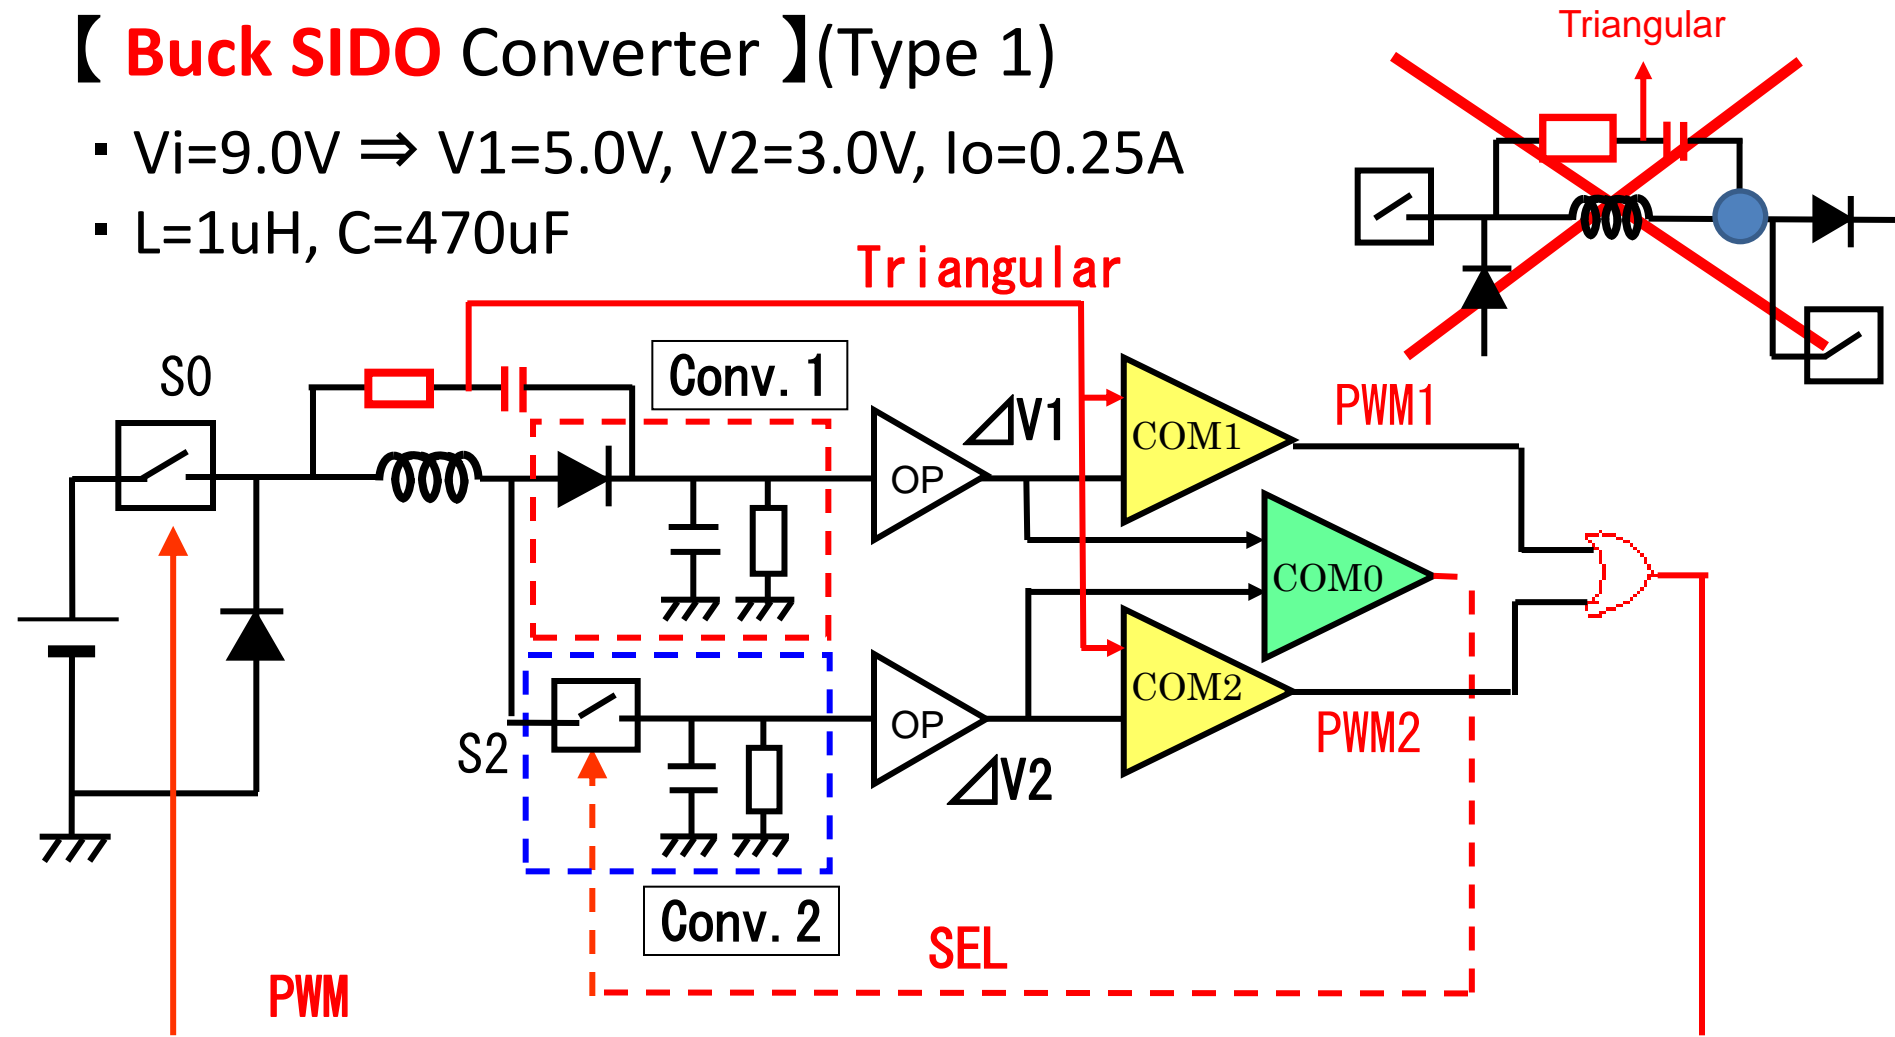 【 Buck SIDO Converter 】(Type 1)
Triangular
▪ Vi=9.0V ⇒ V1=5.0V, V2=3.0V, Io=0.25A
▪ L=1uH, C=470uF
Triangular
S0
Conv.1
⊿V1
PWM1
COM1
OP
COM0
COM2
OP
S2
PWM2
⊿V2
Conv.2
SEL
PWM